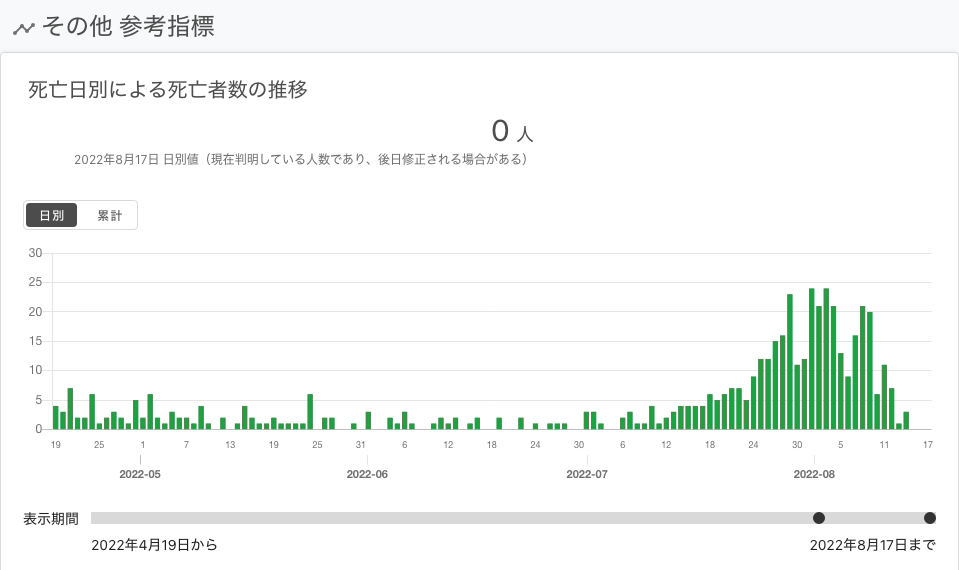 その他 参考指標
死亡日別による死亡者数の推移
0 人
2022年8月17日 日別値（現在判明している人数であり、後日修正される場合がある）
日別 累計
30
25
20
15
10
5
0
19 25 1 7 13 19 25 31 6 12 18 24 30 6 12 18 24 30 5 11 17
2022-05 2022-06 2022-07 2022-08
表示期間
2022年4月19日から 2022年8月17日まで